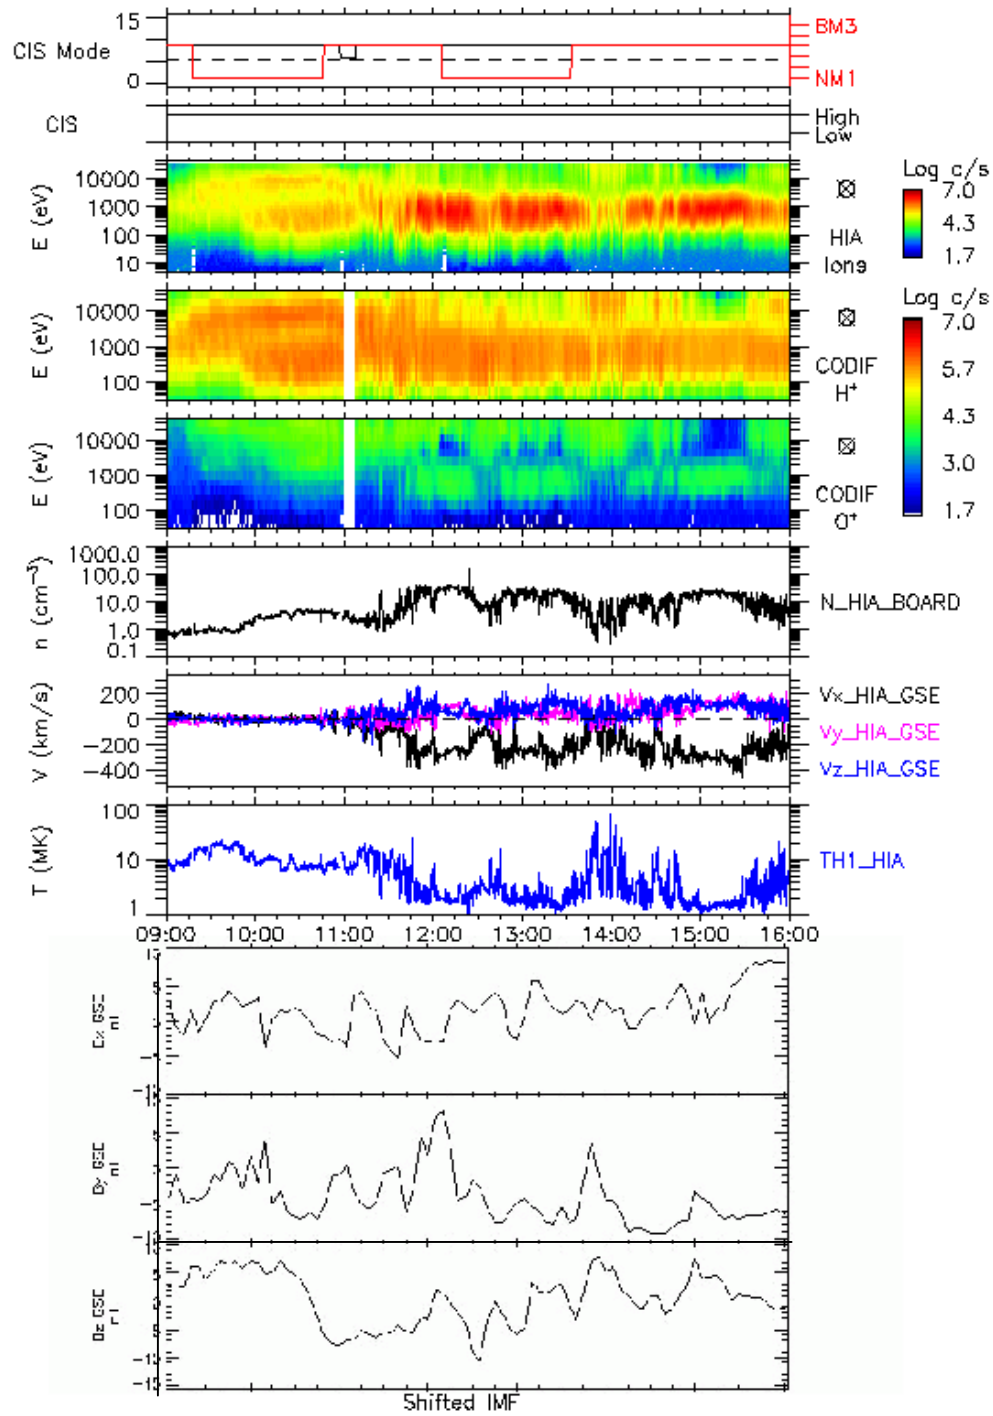 15
CIS Mode
0
BM3
NM1
CIS
High
Low
E (eV)
10000
1000
100
10
HIA
Ions
Log c/s
7.0
4.3
1.7
E (eV)
10000
1000
100
CODIF
H+
Log c/s
7.0
5.7
4.3
3.0
1.7
E (eV)
10000
1000
100
CODIF
O+
n (cm⁻³)
1000.0
100.0
10.0
1.0
0.1
N_HIA_BOARD
V (km/s)
200
0
-200
-400
Vx_HIA_GSE
Vy_HIA_GSE
Vz_HIA_GSE
T (MK)
100
10
1
TH1_HIA
09:00 10:00 11:00 12:00 13:00 14:00 15:00 16:00
GSE
GSE
GSE
Shifted IMF